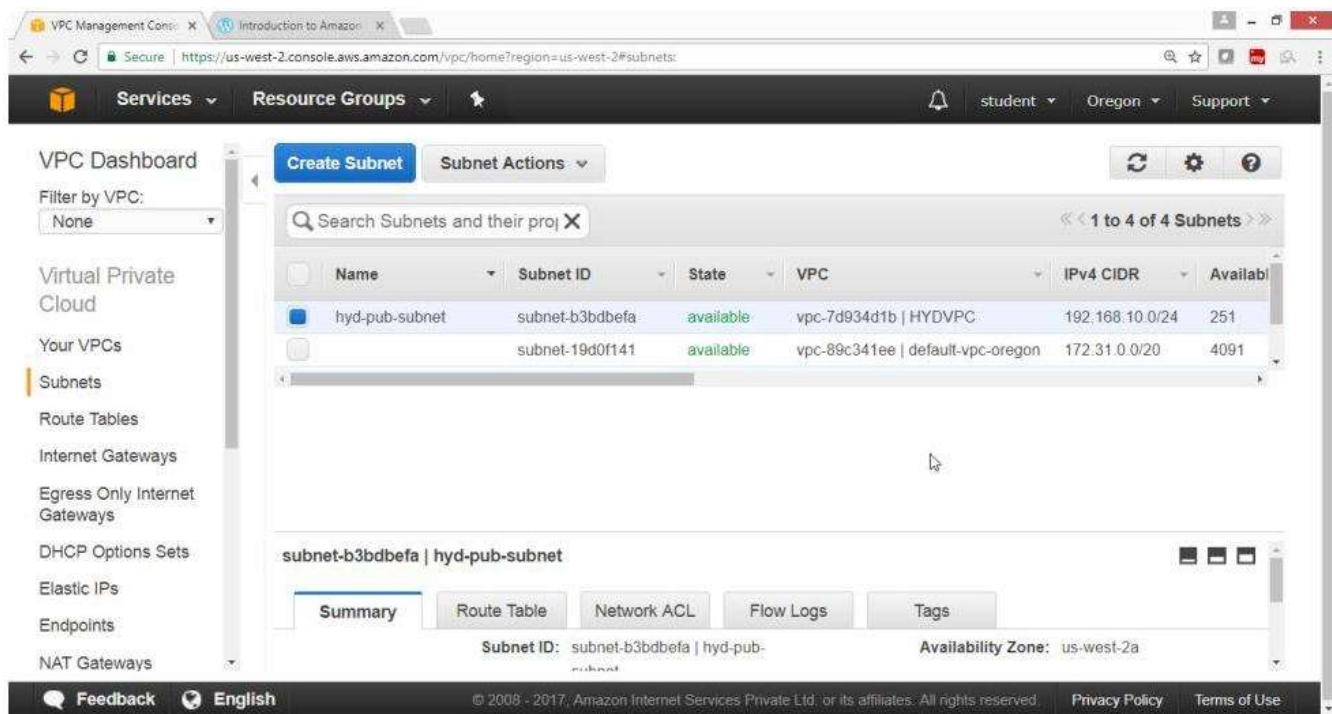 VPC Management Cons
Introduction to Amazon
Secure
https://us-west-2.console.aws.amazon.com/vpc/home?region=us-west-2#subnets:
Services
Resource Groups
student
Oregon
Support
VPC Dashboard
Filter by VPC:
None
Virtual Private
Cloud
Your VPCs
Subnets
Route Tables
Internet Gateways
Egress Only Internet
Gateways
DHCP Options Sets
Elastic IPs
Endpoints
NAT Gateways
Create Subnet
Subnet Actions
Search Subnets and their pro
1 to 4 of 4 Subnets
Name Subnet ID State VPC IPv4 CIDR Availabl
hyd-pub-subnet subnet-b3bdbefa available vpc-7d934d1b | HYDVPC 192.168.10.0/24 251
subnet-19d0f141 available vpc-89c341ee | default-vpc-oregon 172.31.0.0/20 4091
subnet-b3bdbefa | hyd-pub-subnet
Summary Route Table Network ACL Flow Logs Tags
Subnet ID: subnet-b3bdbefa | hyd-pub-
subnet
Availability Zone: us-west-2a
Feedback
English
© 2008 - 2017, Amazon Internet Services Private Ltd. or its affiliates. All rights reserved.
Privacy Policy
Terms of Use